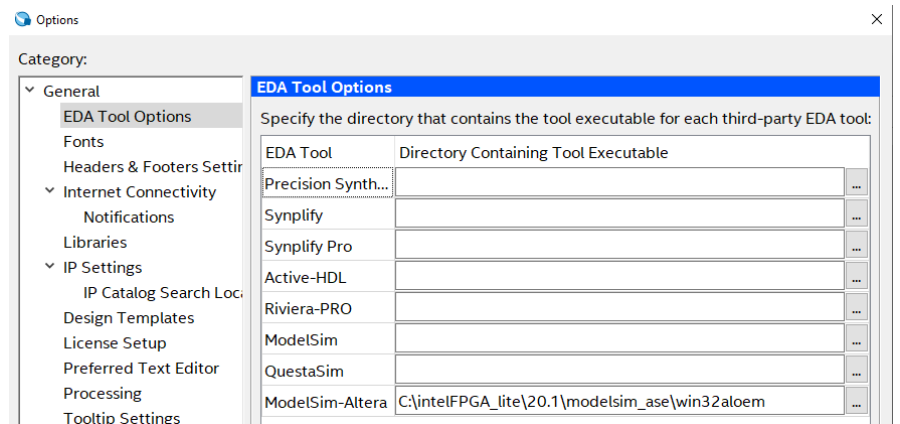 Options
Category:
General
EDA Tool Options
Fonts
Headers & Footers Settir
Internet Connectivity
Notifications
Libraries
IP Settings
IP Catalog Search Loca
Design Templates
License Setup
Preferred Text Editor
Processing
Tooltip Settings
EDA Tool Options
Specify the directory that contains the tool executable for each third-party EDA tool:
EDA Tool Directory Containing Tool Executable
Precision Synth... ...
Synplify ...
Synplify Pro ...
Active-HDL ...
Riviera-PRO ...
ModelSim ...
QuestaSim ...
ModelSim-Altera C:\intelFPGA_lite\20.1\modelsim_ase\win32aloem ...